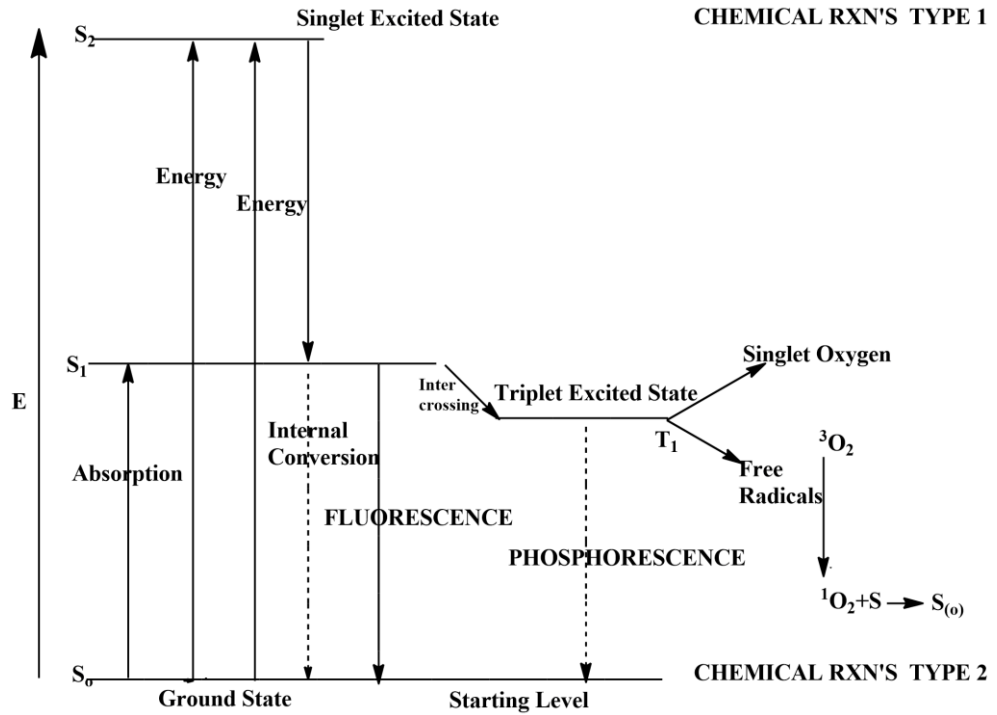 Singlet Excited State
CHEMICAL RXN'S TYPE 1
S₂
Energy
Energy
S₁
Inter
crossing
Triplet Excited State
Singlet Oxygen
E
T₁
Internal
Conversion
Absorption
³O₂
Free
Radicals
FLUORESCENCE
PHOSPHORESCENCE
¹O₂+S
S₍ₒ₎
Sₒ
Ground State
Starting Level
CHEMICAL RXN'S TYPE 2